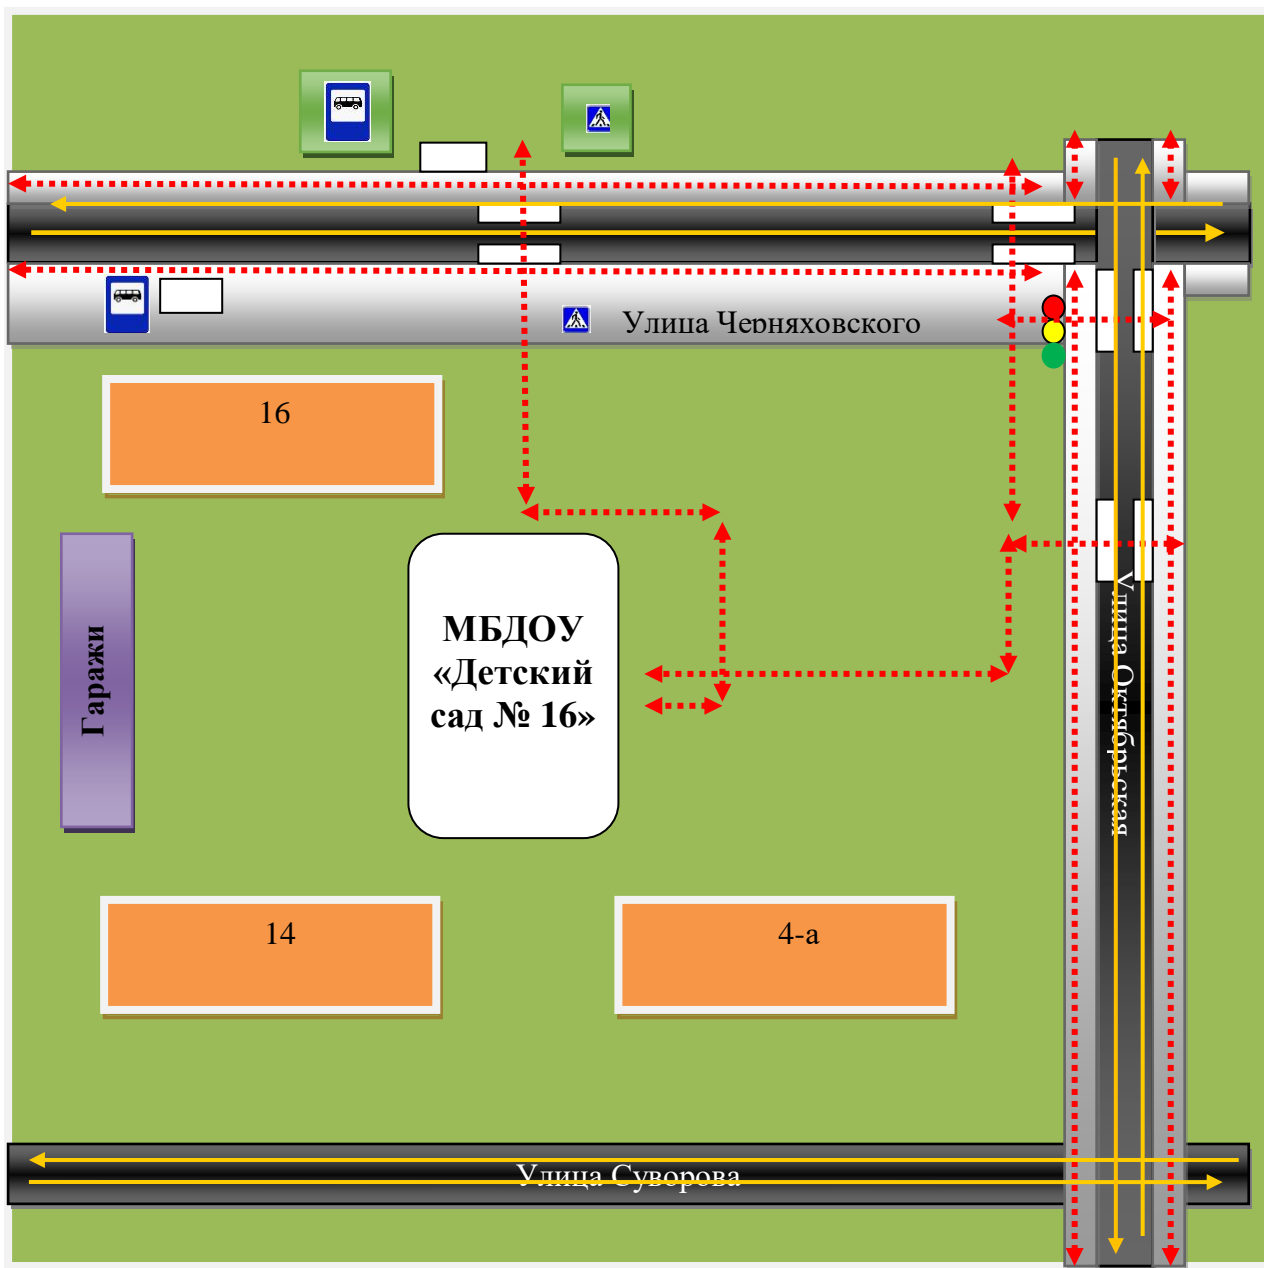 Улица Черняховского
16
МБДОУ
«Детский
сад № 16»
Гаражи
Улица Октябрьская
14
4-а
Улица Суворова